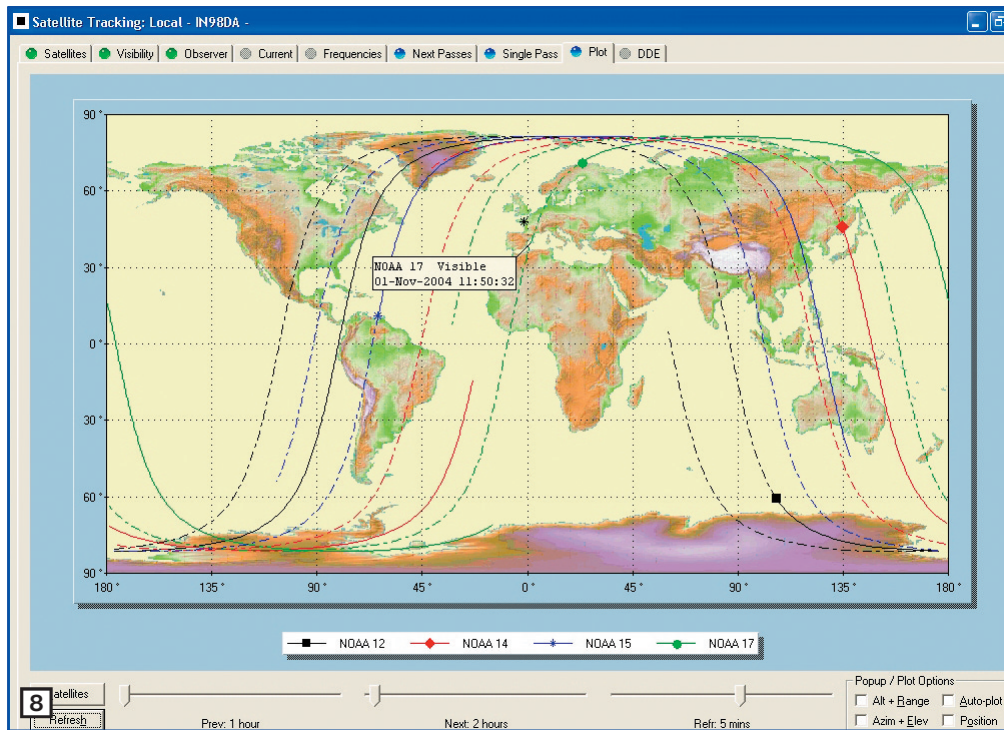 Satellite Tracking: Local - IN98DA -
Satellites Visibility Observer Current Frequencies Next Passes Single Pass Plot DDE
90 °
60 °
30 °
0 °
30 °
60 °
90 °
NOAA 17 Visible
01-Nov-2004 11:50:32
180 ° 135 ° 90 ° 45 ° 0 ° 45 ° 90 ° 135 ° 180 °
NOAA 12 NOAA 14 NOAA 15 NOAA 17
8
atellites
Refresh
Prev: 1 hour
Next: 2 hours
Refr: 5 mins
Popup / Plot Options
Alt + Range Auto-plot
Azim + Elev Position